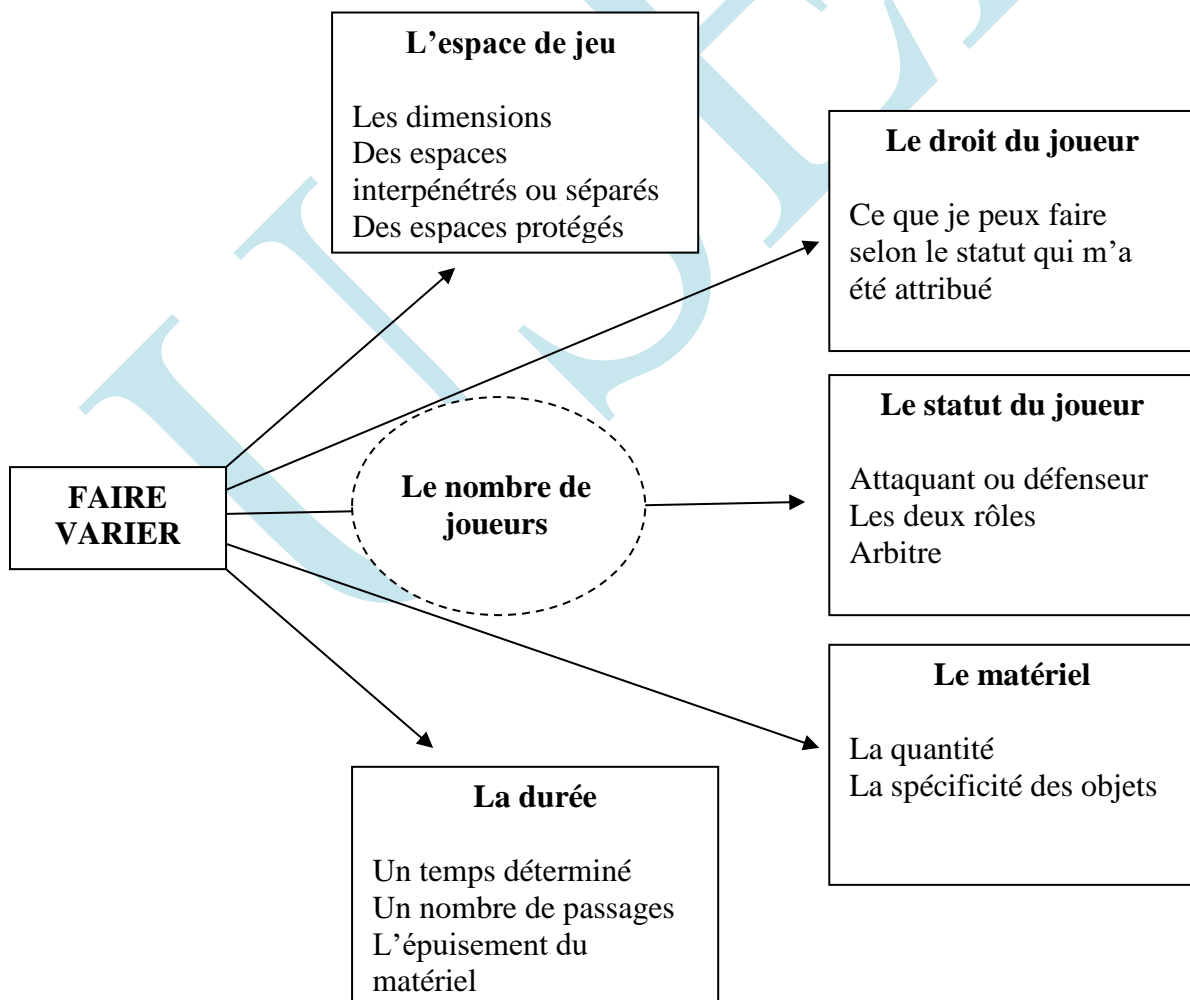 L’espace de jeu
Les dimensions
Des espaces
interpénétrés ou séparés
Des espaces protégés
Le droit du joueur
Ce que je peux faire
selon le statut qui m’a
été attribué
Le statut du joueur
Attaquant ou défenseur
Les deux rôles
Arbitre
FAIRE
VARIER
Le nombre de
joueurs
Le matériel
La quantité
La spécificité des objets
La durée
Un temps déterminé
Un nombre de passages
L’épuisement du
matériel